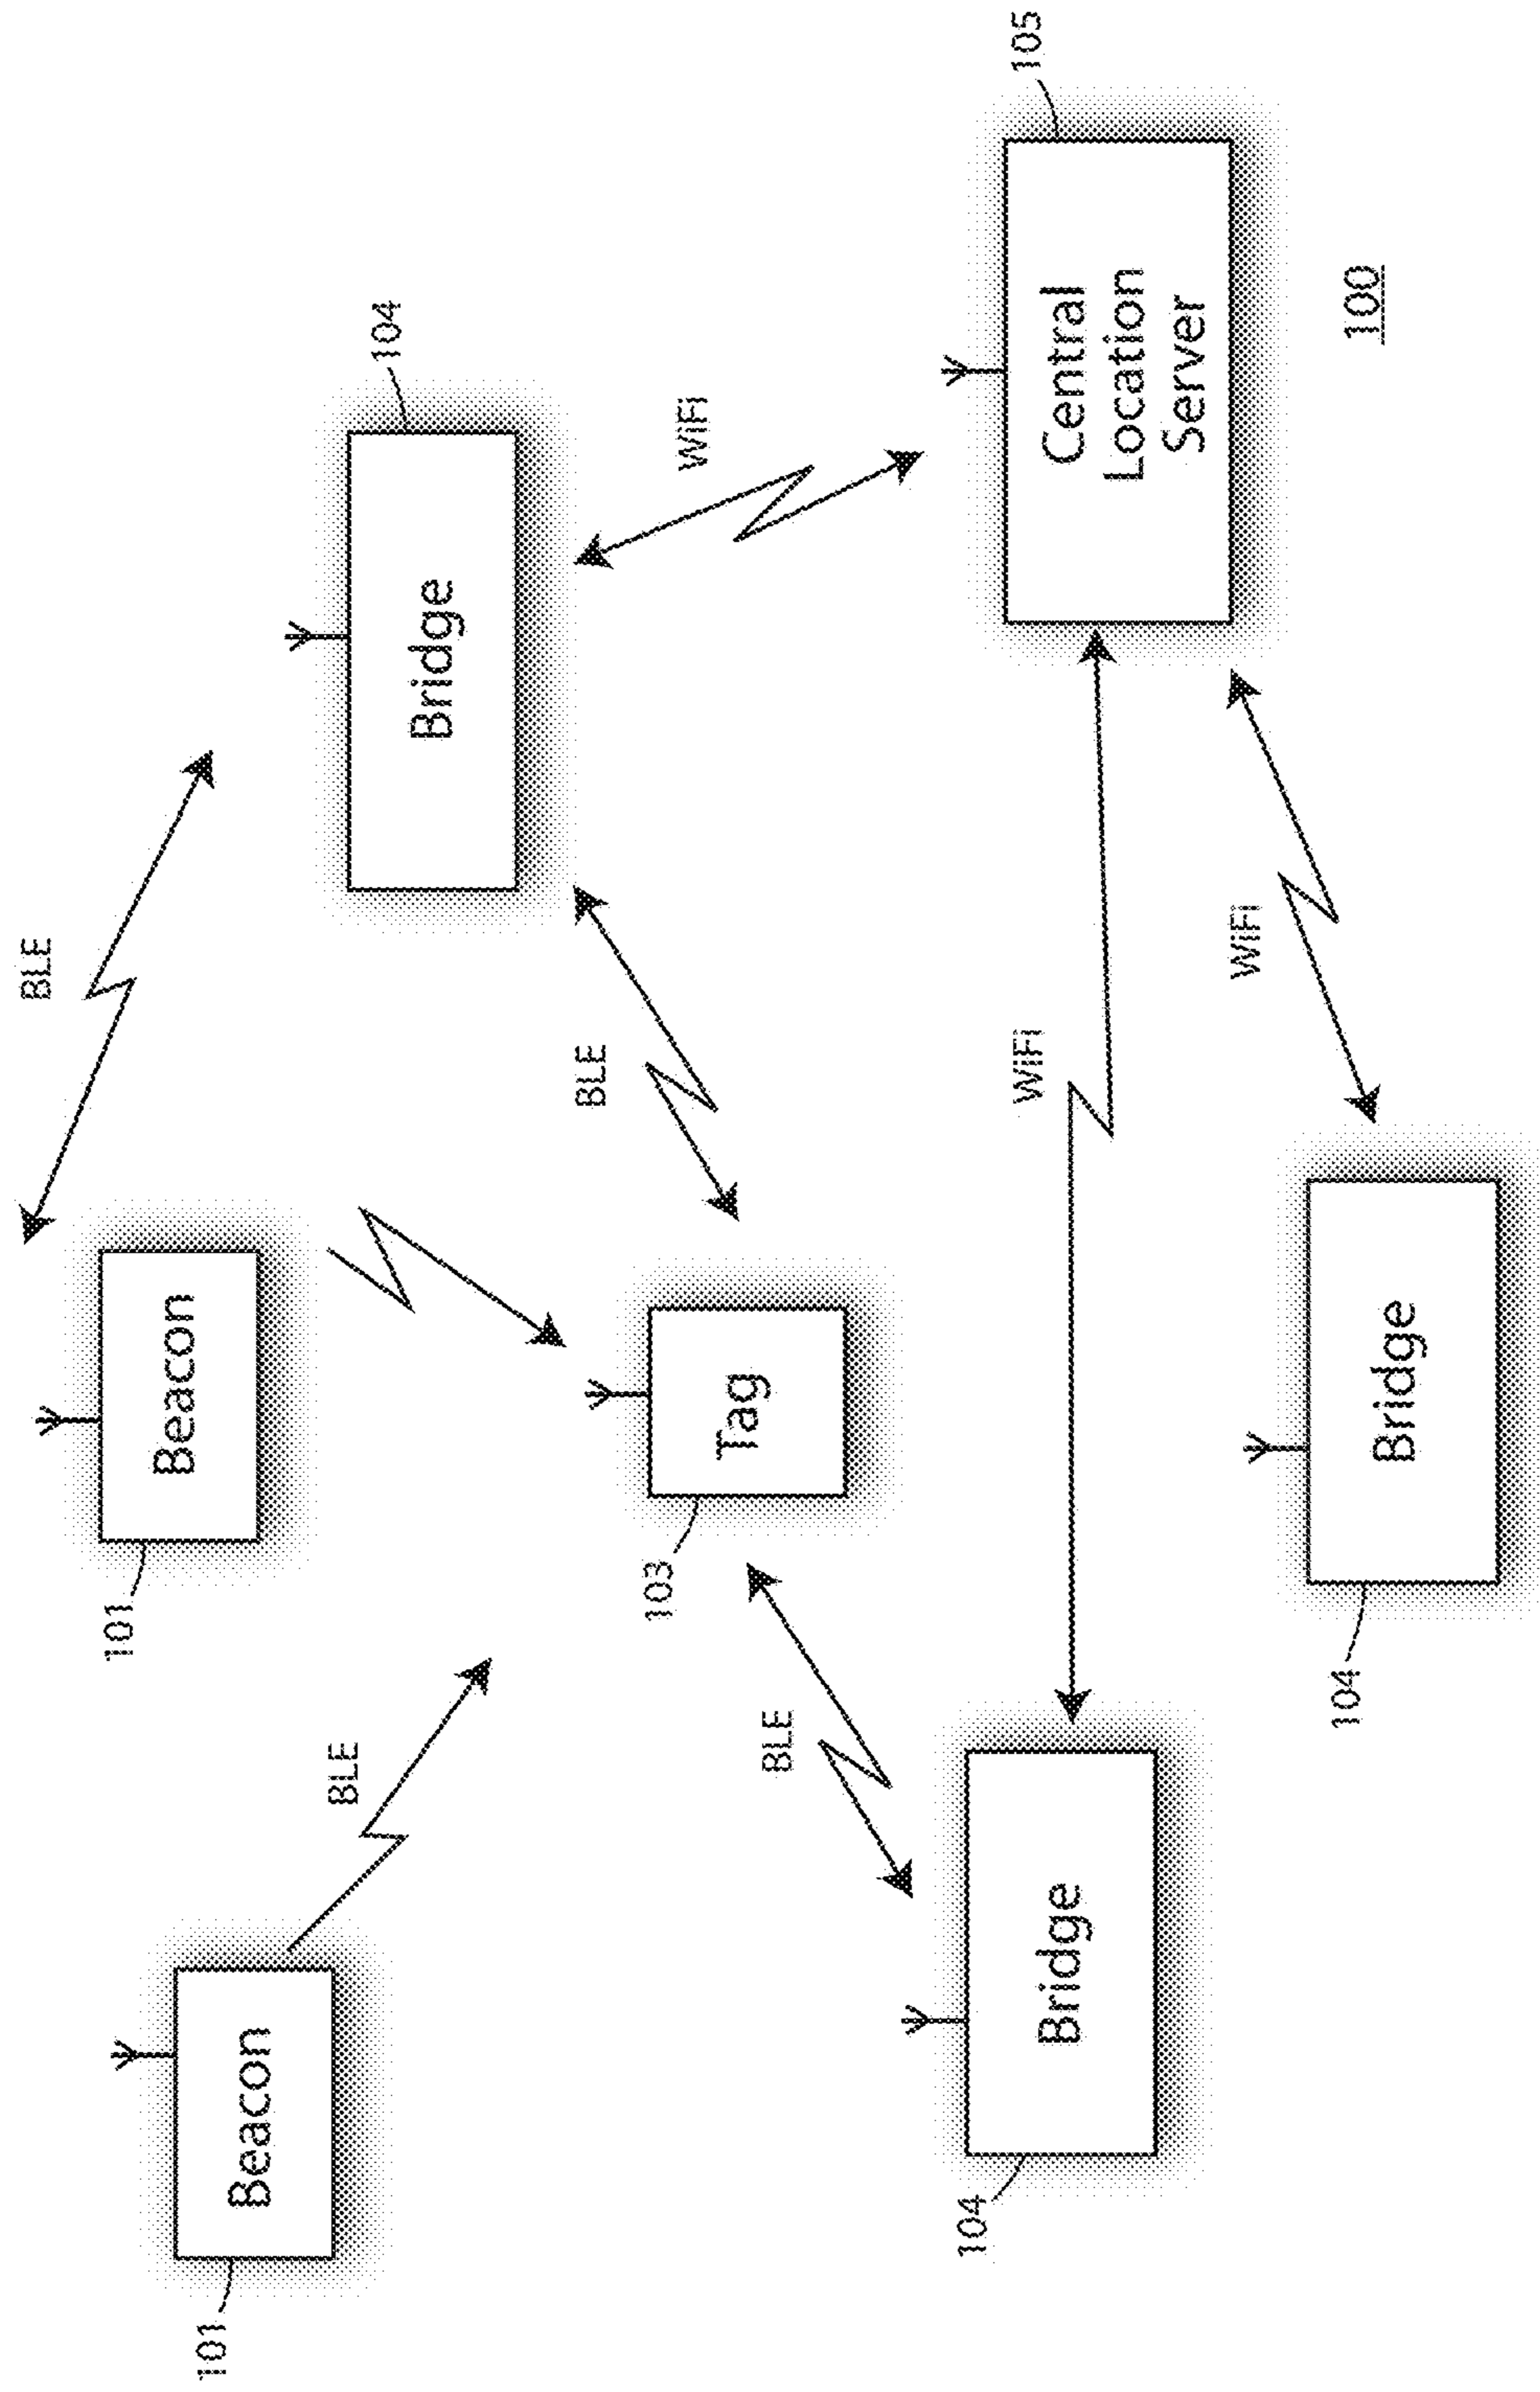 BLE
101
Beacon
101
Beacon
BLE
104
Bridge
BLE
103
WiFi
Tag
BLE
104
105
WiFi
Bridge
Central
Location
Server
WiFi
104
100
Bridge